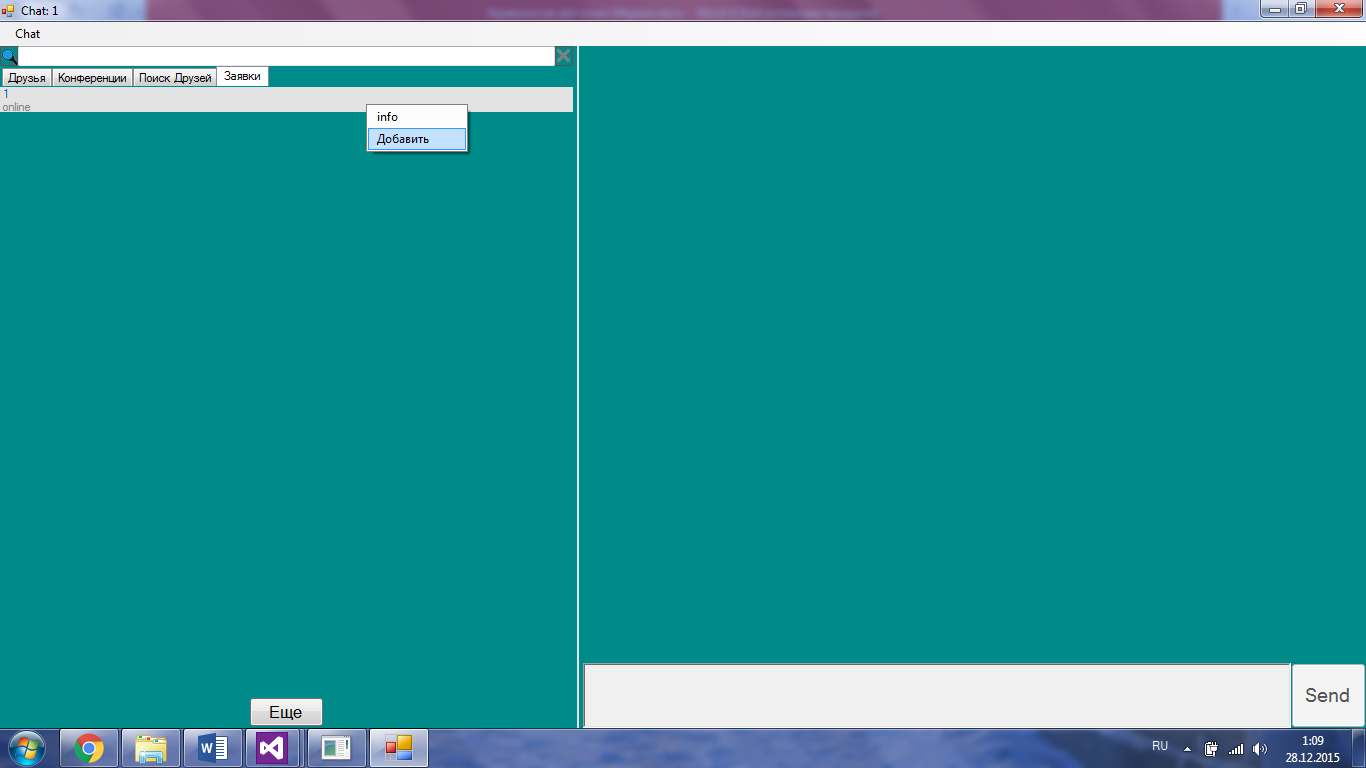 Chat: 1
Chat
Друзья Конференции Поиск Друзей Заявки
1
online
info
Добавить
Еще
Send
RU
1:09
28.12.2015